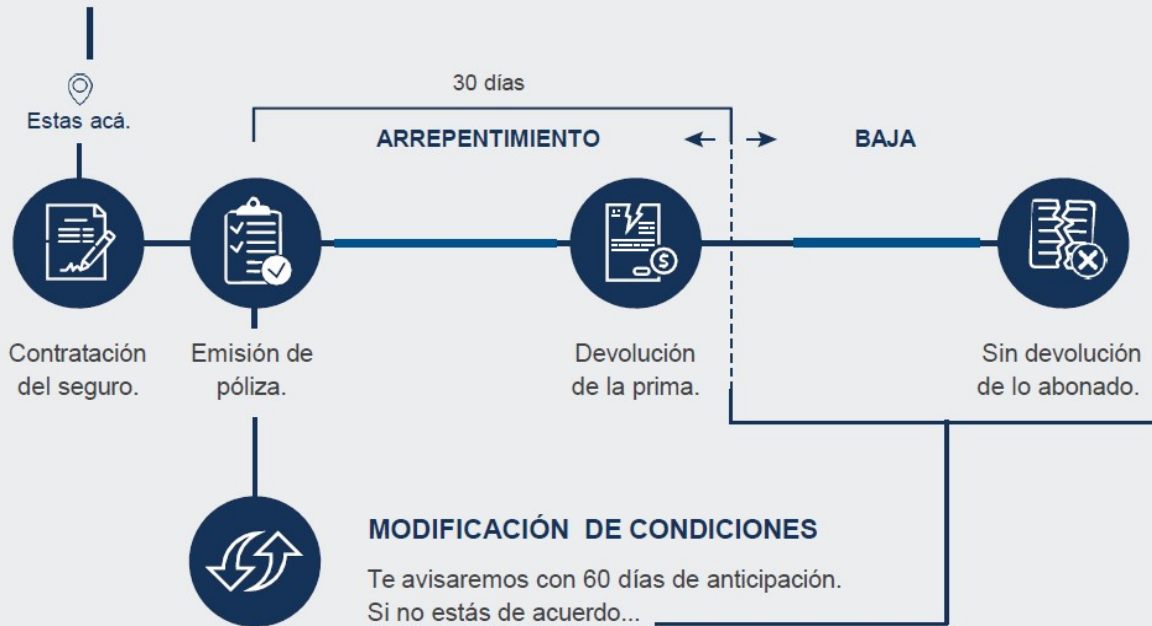 Estas acá.
30 días
ARREPENTIMIENTO
BAJA
$
Contratación
del seguro.
Emisión de
póliza.
Devolución
de la prima.
Sin devolución
de lo abonado.
MODIFICACIÓN DE CONDICIONES
Te avisaremos con 60 días de anticipación.
Si no estás de acuerdo...